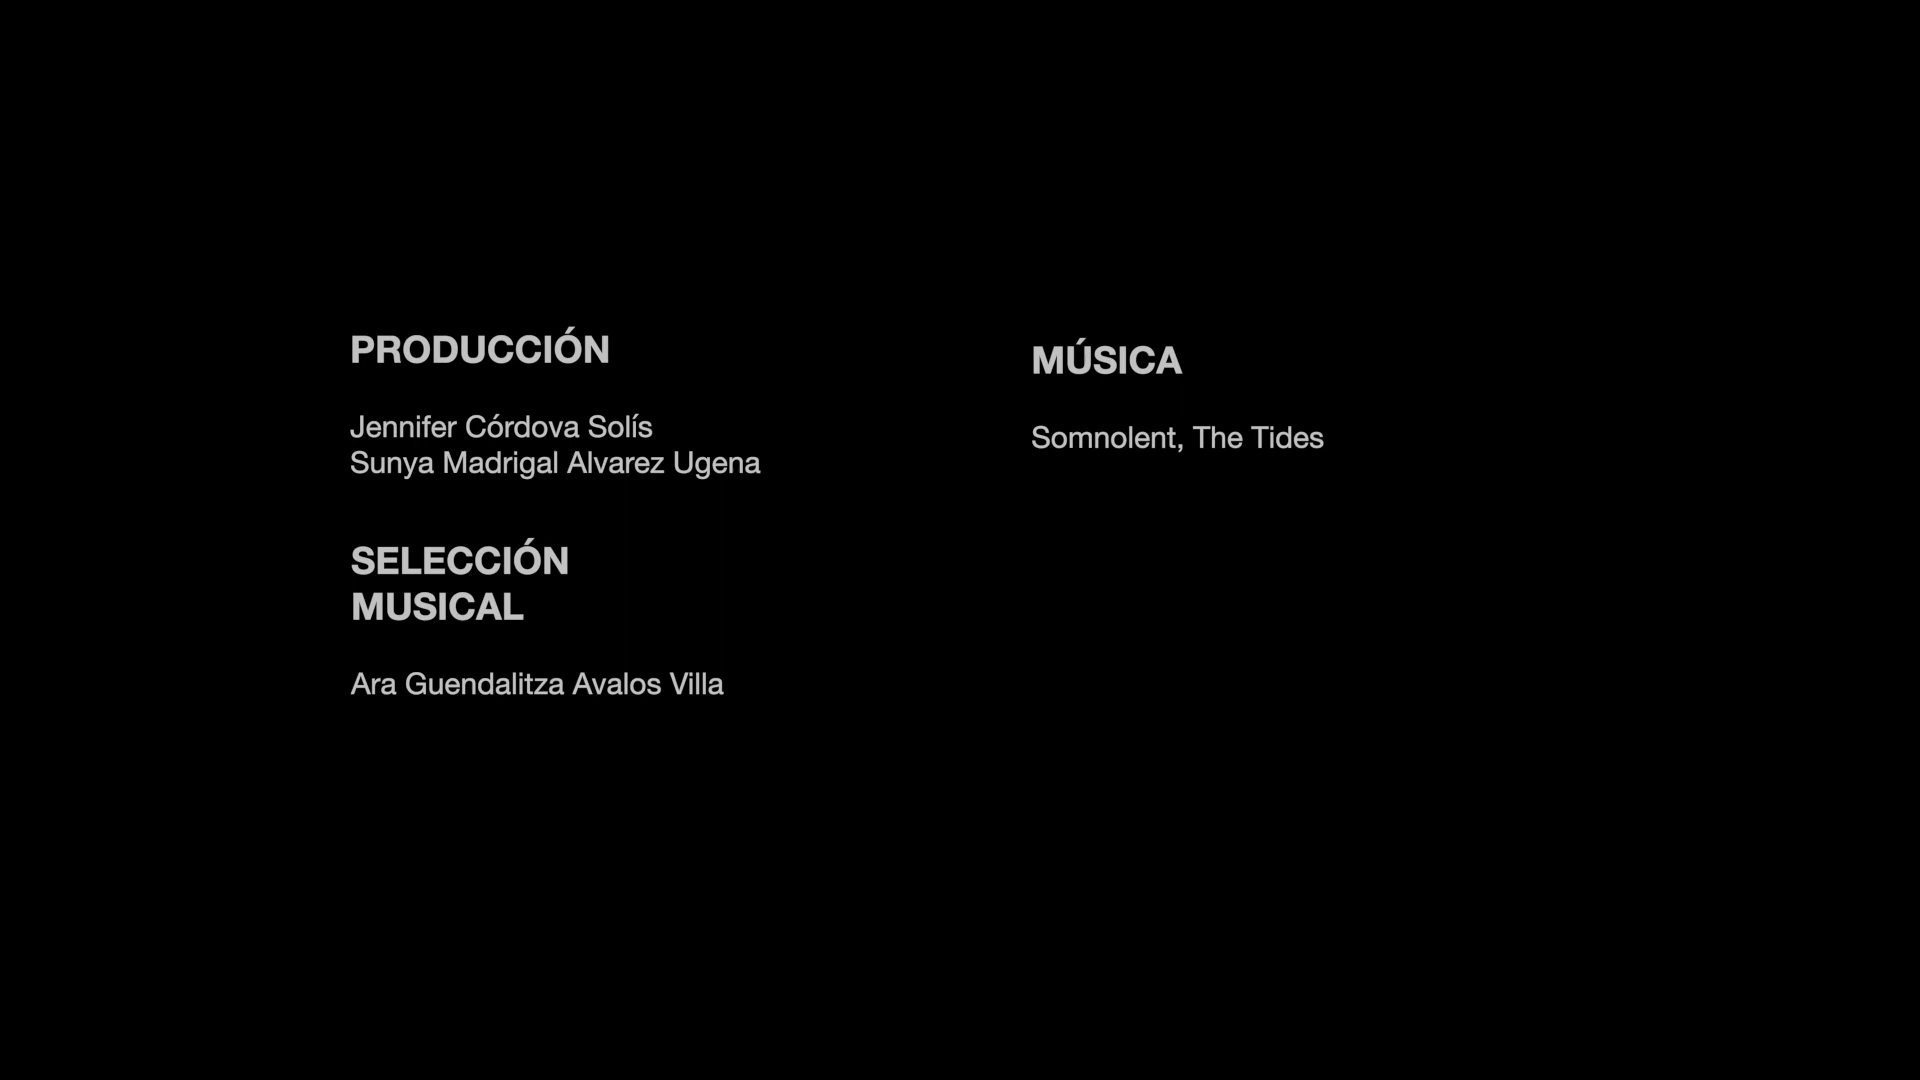 PRODUCCIÓN
Jennifer Córdova Solís
Sunya Madrigal Alvarez Ugena
SELECCIÓN
MUSICAL
Ara Guendalitza Avalos Villa
MÚSICA
Somnolent, The Tides